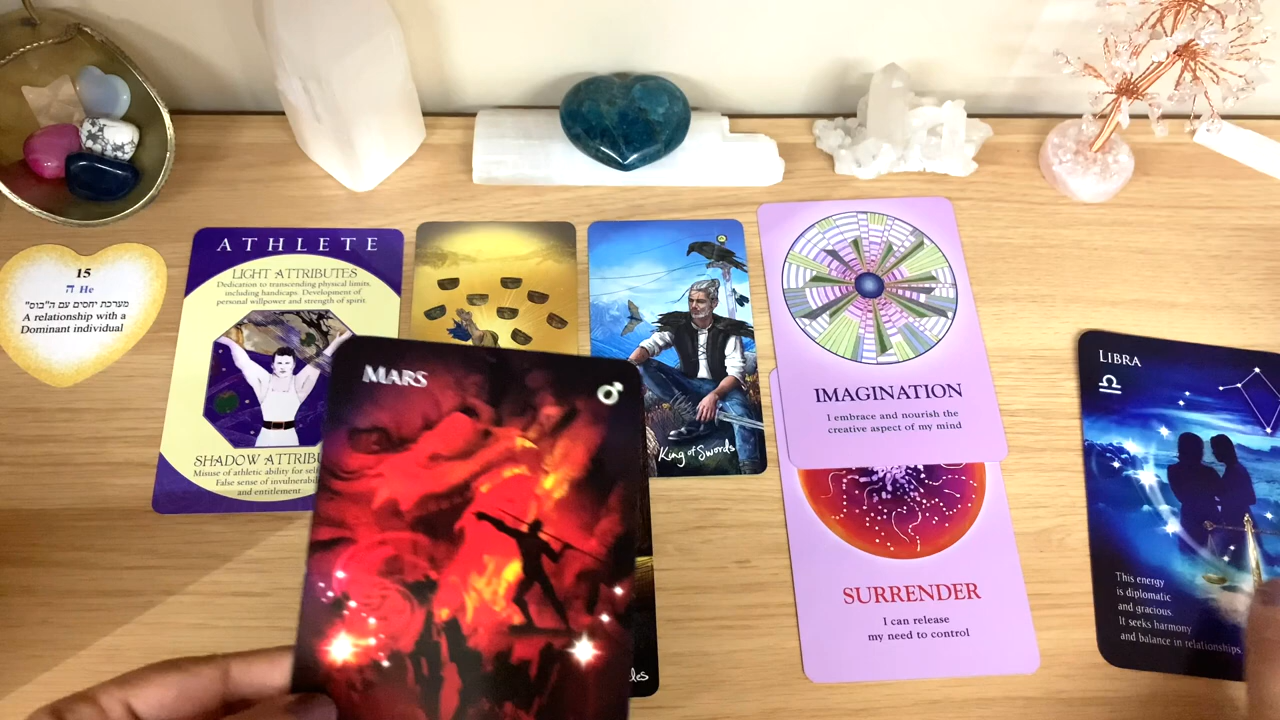 15
ה He
מערכת יחסים עם ה"בוס"
A relationship with a
Dominant individual
ATHLETE
LIGHT ATTRIBUTES
Dedication to transcending physical limits,
including handicaps. Development of
personal willpower and strength of spirit.
SHADOW ATTRIBU
Misuse of athletic ability for self
False sense of invulnerabili
and entitlement
MARS
♂
King of Swords
les
IMAGINATION
I embrace and nourish the
creative aspect of my mind
SURRENDER
I can release
my need to control
LIBRA
♎
This energy
is diplomatic
and gracious.
It seeks harmony
and balance in relationships.